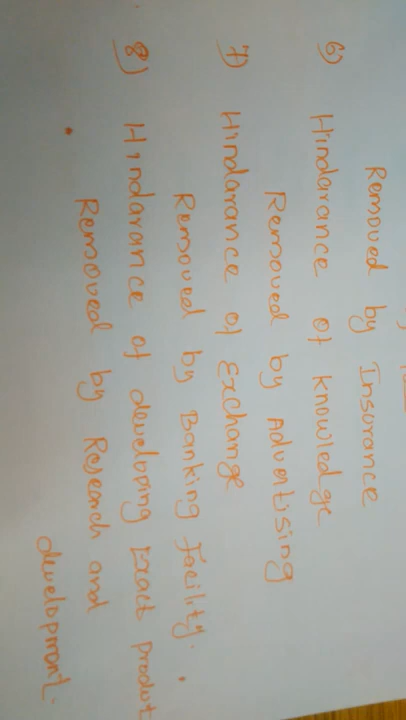 Removed by Insurance
6) Hindarance of knowledge
Removed by Advertising
7) Hindarance of Exchange
Removed by Banking Facility.
8) Hindarance of developing Exact Produt
Removed by Research and
development.